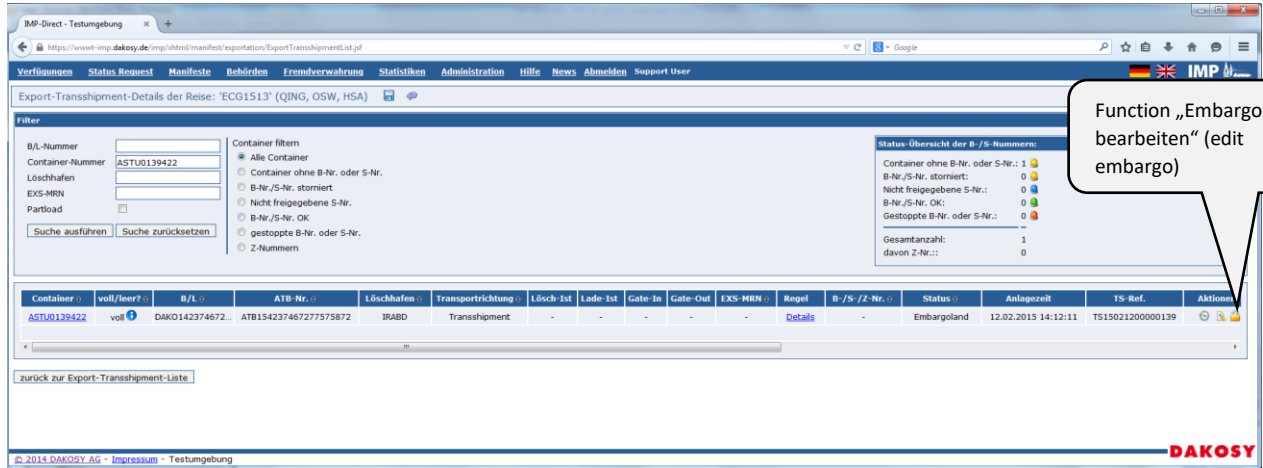 IMP-Direct - Testumgebung × +
https://wwwt-imp.dakosy.de/imp/xhtml/manifest/exportation/ExportTransshipmentList.jsf
Google
Verfügungen Status Request Manifeste Behörden Fremdverwahrung Statistiken Administration Hilfe News Abmelden Support User
IMP
Export-Transshipment-Details der Reise: 'ECG1513' (QING, OSW, HSA)
Function „Embargo
bearbeiten“ (edit
embargo)
Filter
B/L-Nummer
Container-Nummer ASTU0139422
Löschhafen
EXS-MRN
Partload
Suche ausführen Suche zurücksetzen
Container filtern
Alle Container
Container ohne B-Nr. oder S-Nr.
B-Nr./S-Nr. storniert
Nicht freigegebene S-Nr.
B-Nr./S-Nr. OK
gestoppte B-Nr. oder S-Nr.
Z-Nummern
Status-Übersicht der B-/S-Nummern:
Container ohne B-Nr. oder S-Nr.: 1
B-Nr./S-Nr. storniert: 0
Nicht freigegebene S-Nr.: 0
B-Nr./S-Nr. OK: 0
Gestoppte B-Nr. oder S-Nr.: 0
Gesamtanzahl: 1
davon Z-Nr.:: 0
Container voll/leer? B/L ATB-Nr. Löschhafen Transportrichtung Lösch-Ist Lade-Ist Gate-In Gate-Out EXS-MRN Regel B-/S-/Z-Nr. Status Anlagezeit TS-Ref. Aktionen
ASTU0139422 voll DAKO142374672... ATB154237467277575872 IRABD Transshipment - - - - - Details - Embargoland 12.02.2015 14:12:11 TS15021200000139
zurück zur Export-Transshipment-Liste
© 2014 DAKOSY AG - Impressum - Testumgebung
DAKOSY